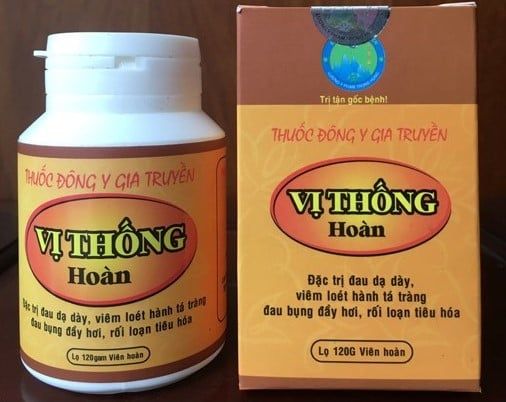 THUỐC ĐÔNG Y GIA TRUYỀN
VỊ THỐNG
Hoàn
Đặc trị đau dạ dày, viêm loét hành tá tràng
đau bụng đầy hơi, rối loạn tiêu hóa
Lọ 120gam Viên hoàn
Trị tận gốc bệnh!
THUỐC ĐÔNG Y GIA TRUYỀN
VỊ THỐNG
Hoàn
Đặc trị đau dạ dày,
viêm loét hành tá tràng
đau bụng đầy hơi, rối loạn tiêu hóa
Lọ 120G Viên hoàn